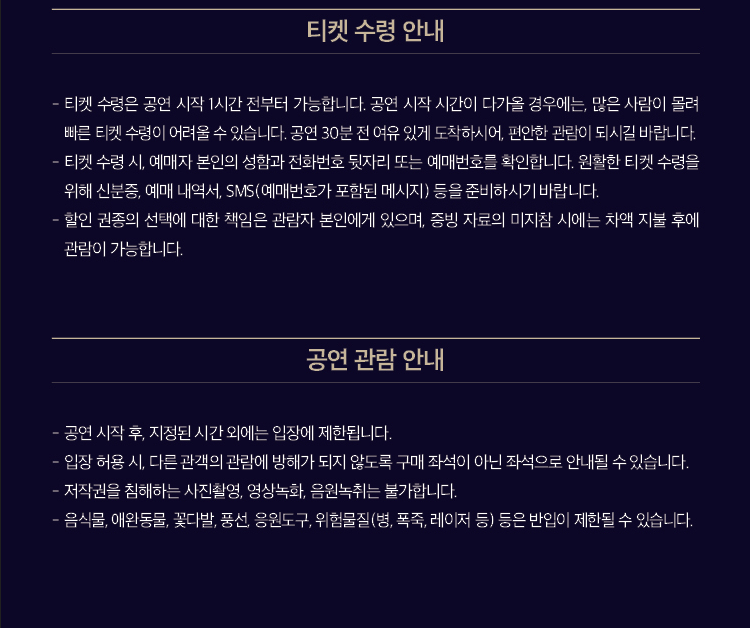 티켓 수령 안내
- 티켓 수령은 공연 시작 1시간 전부터 가능합니다. 공연 시작 시간이 다가올 경우에는, 많은 사람이 몰려
빠른 티켓 수령이 어려울 수 있습니다. 공연 30분 전 여유 있게 도착하시어, 편안한 관람이 되시길 바랍니다.
- 티켓 수령 시, 예매자 본인의 성함과 전화번호 뒷자리 또는 예매번호를 확인합니다. 원활한 티켓 수령을
위해 신분증, 예매 내역서, SMS(예매번호가 포함된 메시지) 등을 준비하시기 바랍니다.
- 할인 권종의 선택에 대한 책임은 관람자 본인에게 있으며, 증빙 자료의 미지참 시에는 차액 지불 후에
관람이 가능합니다.
공연 관람 안내
- 공연 시작 후, 지정된 시간 외에는 입장에 제한됩니다.
- 입장 허용 시, 다른 관객의 관람에 방해가 되지 않도록 구매 좌석이 아닌 좌석으로 안내될 수 있습니다.
- 저작권을 침해하는 사진촬영, 영상녹화, 음원녹취는 불가합니다.
- 음식물, 애완동물, 꽃다발, 풍선, 응원도구, 위험물질(병, 폭죽, 레이저 등) 등은 반입이 제한될 수 있습니다.